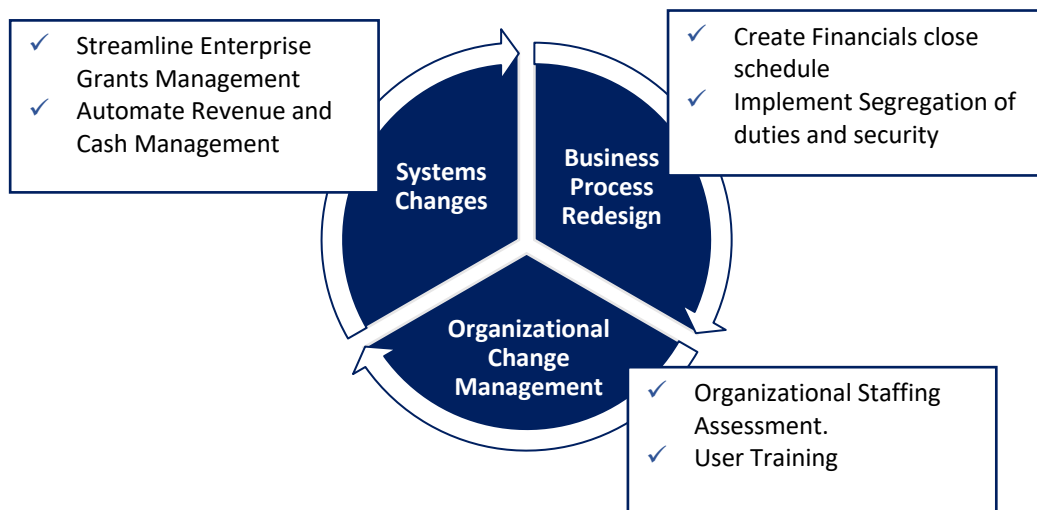 ✓ Streamline Enterprise
Grants Management
✓ Automate Revenue and
Cash Management
✓ Create Financials close
schedule
✓ Implement Segregation of
duties and security
Systems
Changes
Business
Process
Redesign
Organizational
Change
Management
✓ Organizational Staffing
Assessment.
✓ User Training